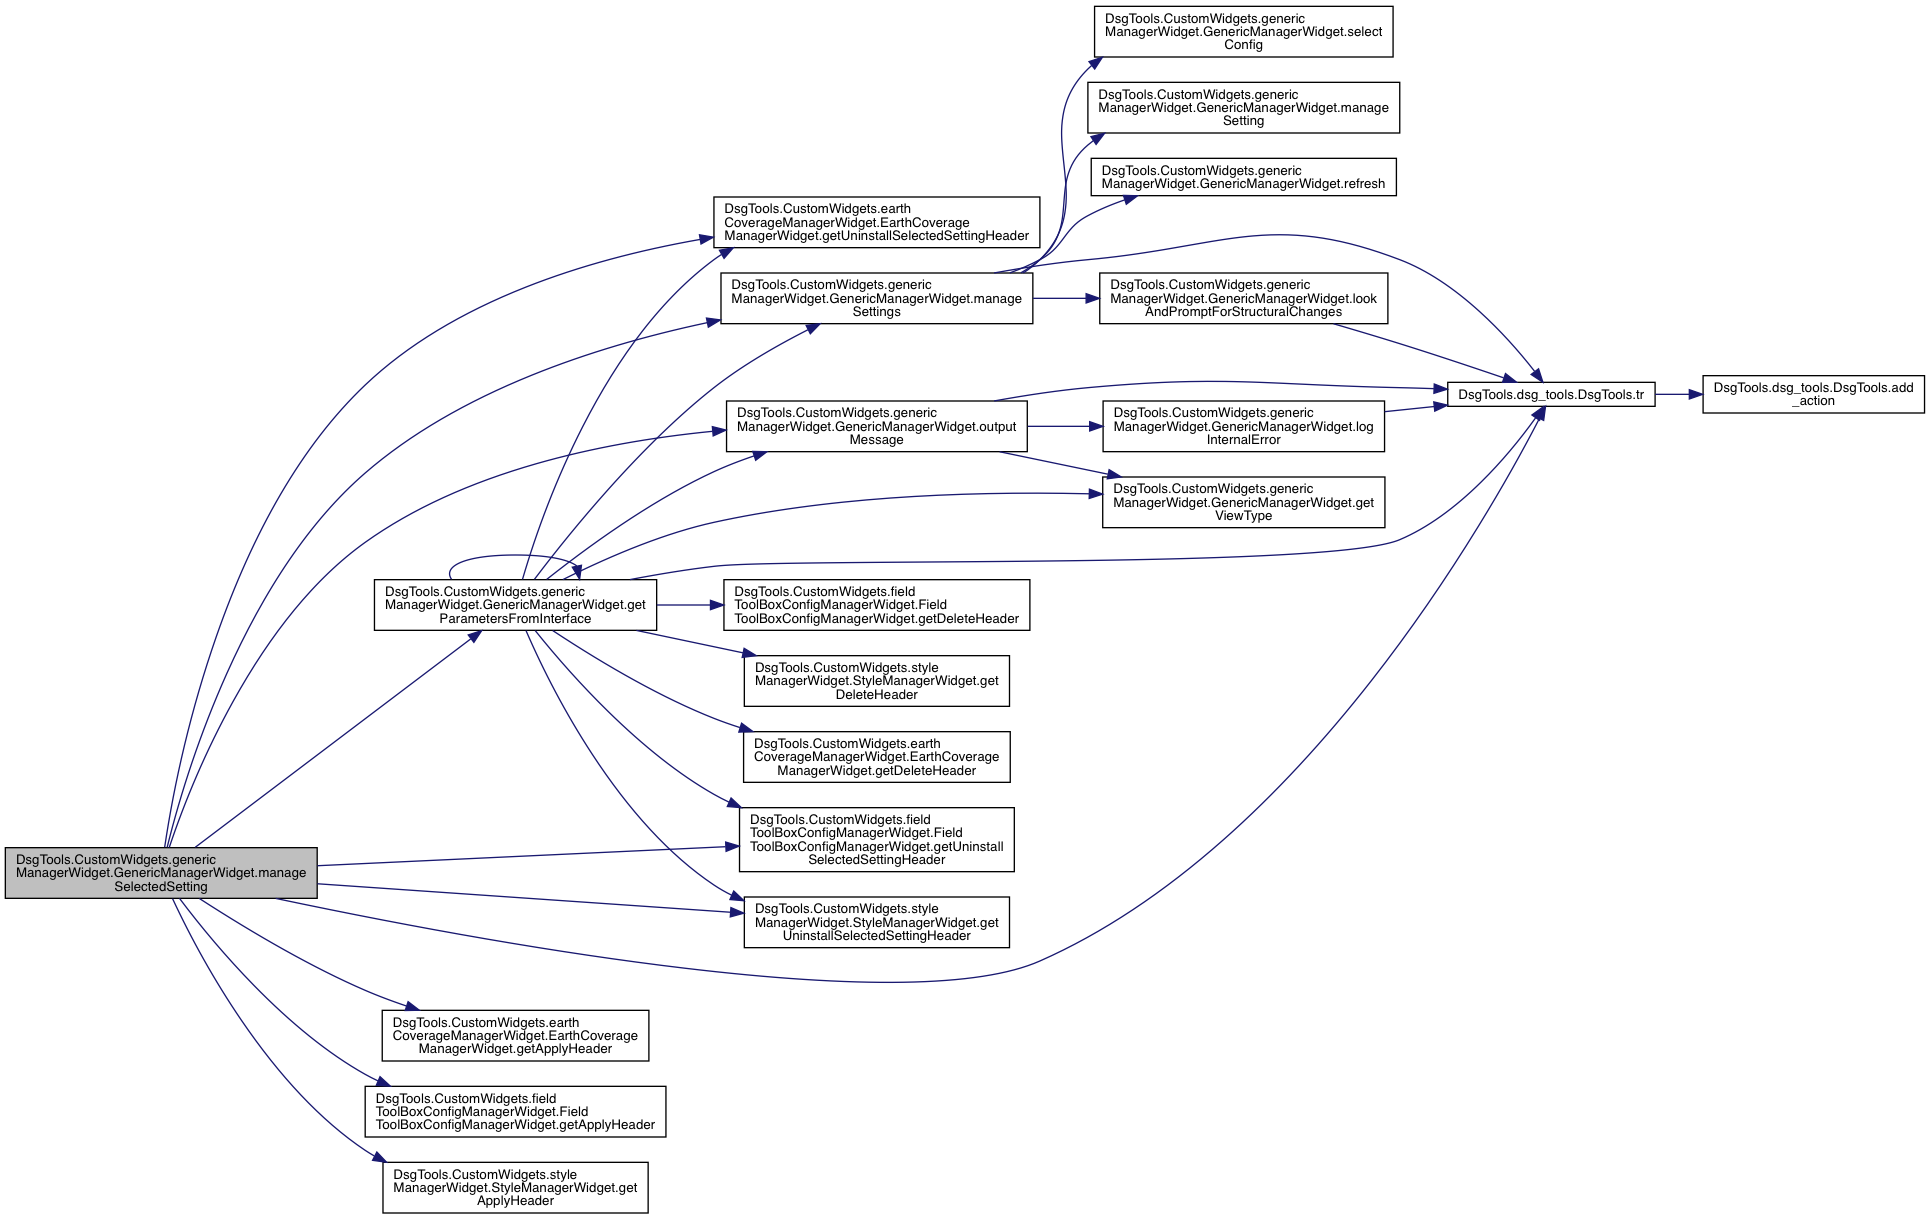 DsgTools.CustomWidgets.generic
ManagerWidget.GenericManagerWidget.select
Config
DsgTools.CustomWidgets.generic
ManagerWidget.GenericManagerWidget.manage
Setting
DsgTools.CustomWidgets.generic
ManagerWidget.GenericManagerWidget.refresh
DsgTools.CustomWidgets.earth
CoverageManagerWidget.EarthCoverage
ManagerWidget.getUninstallSelectedSettingHeader
DsgTools.CustomWidgets.generic
ManagerWidget.GenericManagerWidget.manage
Settings
DsgTools.CustomWidgets.generic
ManagerWidget.GenericManagerWidget.look
AndPromptForStructuralChanges
DsgTools.dsg_tools.DsgTools.tr
DsgTools.dsg_tools.DsgTools.add
_action
DsgTools.CustomWidgets.generic
ManagerWidget.GenericManagerWidget.output
Message
DsgTools.CustomWidgets.generic
ManagerWidget.GenericManagerWidget.log
InternalError
DsgTools.CustomWidgets.generic
ManagerWidget.GenericManagerWidget.get
ViewType
DsgTools.CustomWidgets.generic
ManagerWidget.GenericManagerWidget.get
ParametersFromInterface
DsgTools.CustomWidgets.field
ToolBoxConfigManagerWidget.Field
ToolBoxConfigManagerWidget.getDeleteHeader
DsgTools.CustomWidgets.style
ManagerWidget.StyleManagerWidget.get
DeleteHeader
DsgTools.CustomWidgets.earth
CoverageManagerWidget.EarthCoverage
ManagerWidget.getDeleteHeader
DsgTools.CustomWidgets.field
ToolBoxConfigManagerWidget.Field
ToolBoxConfigManagerWidget.getUninstall
SelectedSettingHeader
DsgTools.CustomWidgets.generic
ManagerWidget.GenericManagerWidget.manage
SelectedSetting
DsgTools.CustomWidgets.style
ManagerWidget.StyleManagerWidget.get
UninstallSelectedSettingHeader
DsgTools.CustomWidgets.earth
CoverageManagerWidget.EarthCoverage
ManagerWidget.getApplyHeader
DsgTools.CustomWidgets.field
ToolBoxConfigManagerWidget.Field
ToolBoxConfigManagerWidget.getApplyHeader
DsgTools.CustomWidgets.style
ManagerWidget.StyleManagerWidget.get
ApplyHeader